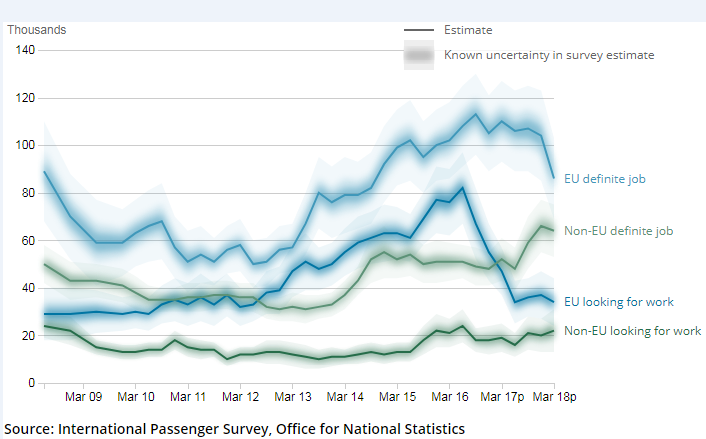 Thousands
Estimate
Known uncertainty in survey estimate
140
120
100
80
60
40
20
0
EU definite job
Non-EU definite job
EU looking for work
Non-EU looking for work
Mar 09 Mar 10 Mar 11 Mar 12 Mar 13 Mar 14 Mar 15 Mar 16 Mar 17p Mar 18p
Source: International Passenger Survey, Office for National Statistics